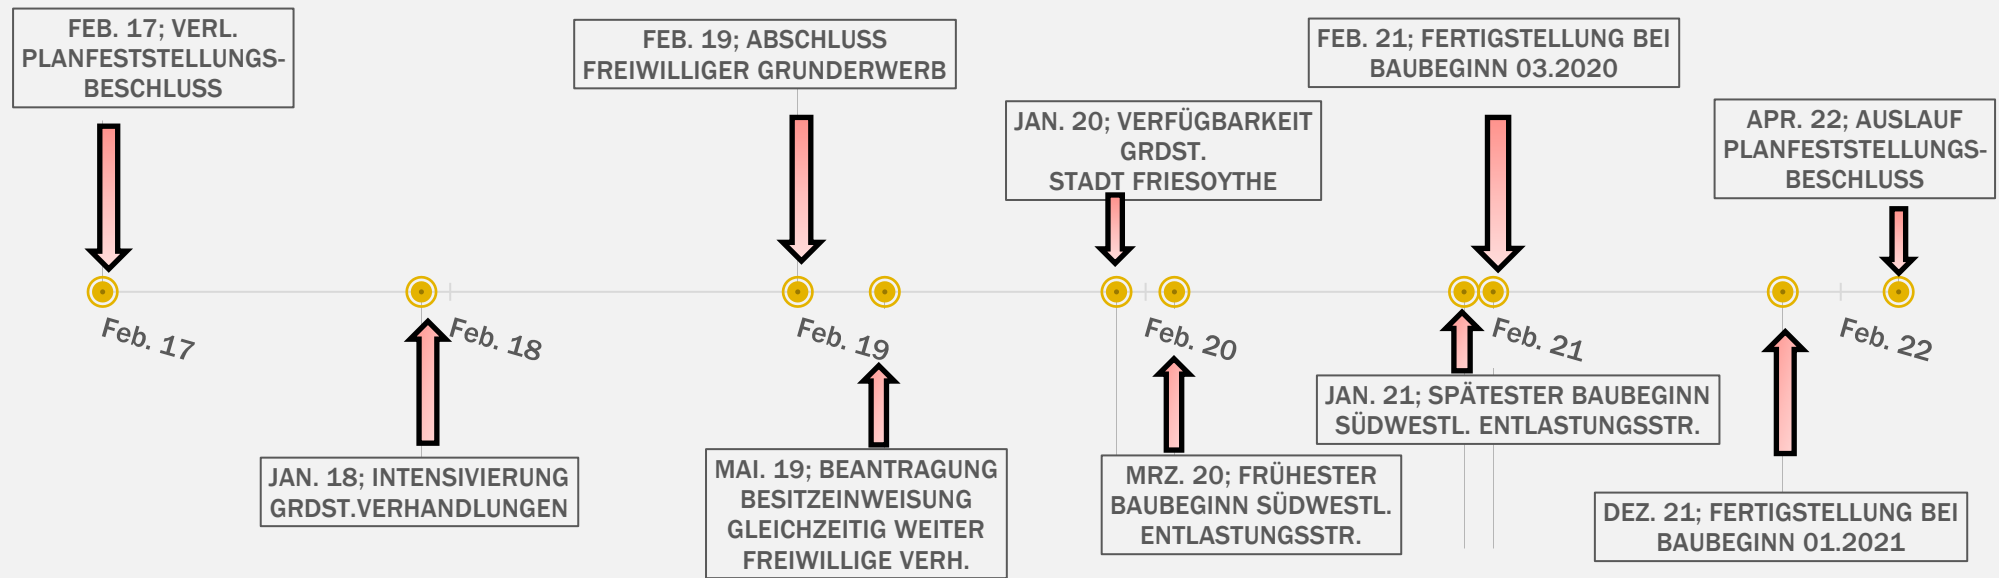 FEB. 17; VERL.
PLANFESTSTELLUNGS-
BESCHLUSS
FEB. 19; ABSCHLUSS
FREIWILLIGER GRUNDERWERB
JAN. 20; VERFÜGBARKEIT
GRDST.
STADT FRIESOYTHE
FEB. 21; FERTIGSTELLUNG BEI
BAUBEGINN 03.2020
APR. 22; AUSLAUF
PLANFESTSTELLUNGS-
BESCHLUSS
Feb. 17
Feb. 18
Feb. 19
Feb. 20
Feb. 21
Feb. 22
JAN. 18; INTENSIVIERUNG
GRDST.VERHANDLUNGEN
MAI. 19; BEANTRAGUNG
BESITZEINWEISUNG
GLEICHZEITIG WEITER
FREIWILLIGE VERH.
MRZ. 20; FRÜHESTER
BAUBEGINN SÜDWESTL.
ENTLASTUNGSSTR.
JAN. 21; SPÄTESTER BAUBEGINN
SÜDWESTL. ENTLASTUNGSSTR.
DEZ. 21; FERTIGSTELLUNG BEI
BAUBEGINN 01.2021